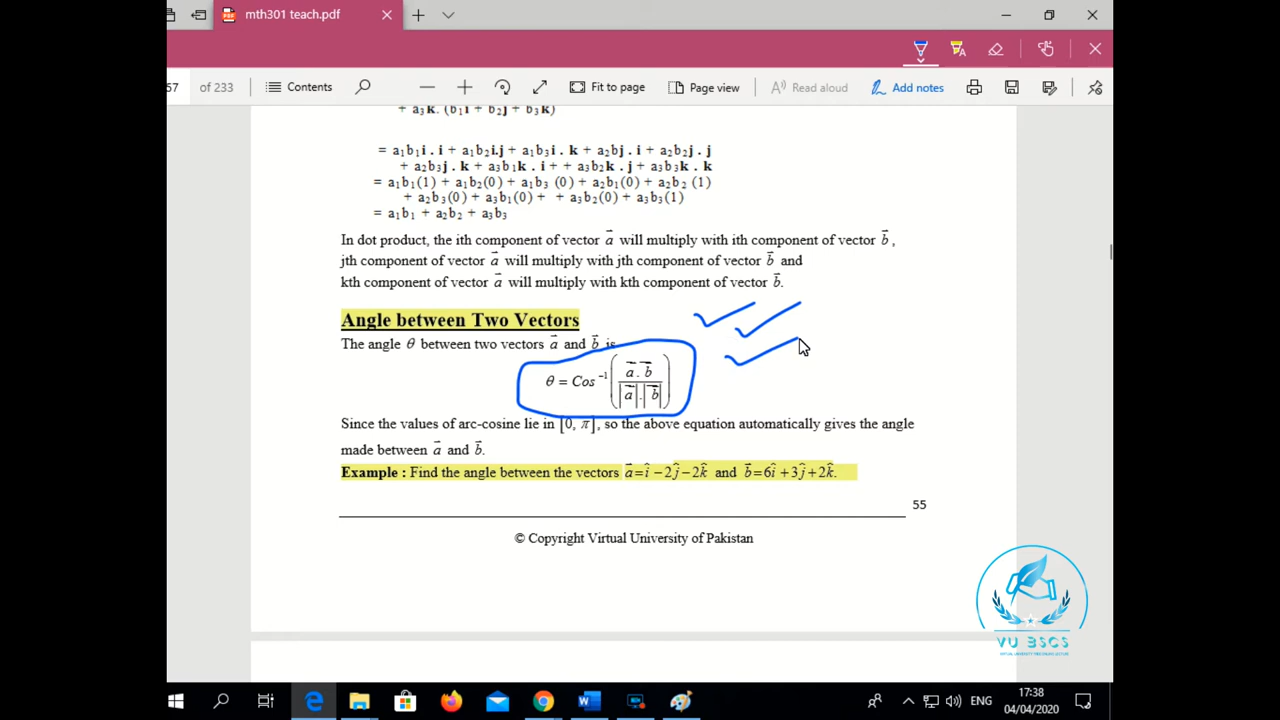 mth301 teach.pdf
57 of 233 Contents Fit to page Page view Read aloud Add notes
+ a₃k. (b₁i + b₂j + b₃k)
= a₁b₁i . i + a₁b₂i.j + a₁b₃i . k + a₂bj . i + a₂b₂j . j
+ a₂b₃j . k + a₃b₁k . i + + a₃b₂k . j + a₃b₃k . k
= a₁b₁(1) + a₁b₂(0) + a₁b₃ (0) + a₂b₁(0) + a₂b₂ (1)
+ a₂b₃(0) + a₃b₁(0) + + a₃b₂(0) + a₃b₃(1)
= a₁b₁ + a₂b₂ + a₃b₃
In dot product, the ith component of vector a⃗ will multiply with ith component of vector b⃗ ,
jth component of vector a⃗ will multiply with jth component of vector b⃗ and
kth component of vector a⃗ will multiply with kth component of vector b⃗.
Angle between Two Vectors
The angle θ between two vectors a⃗ and b⃗ is
θ = Cos⁻¹(a⃗ . b⃗ / |a⃗|.|b⃗|)
Since the values of arc-cosine lie in [0, π], so the above equation automatically gives the angle
made between a⃗ and b⃗.
Example : Find the angle between the vectors a⃗=î −2ĵ−2k̂ and b⃗=6î +3ĵ+2k̂.
55
© Copyright Virtual University of Pakistan
VU BSCS
ENG
17:38
04/04/2020